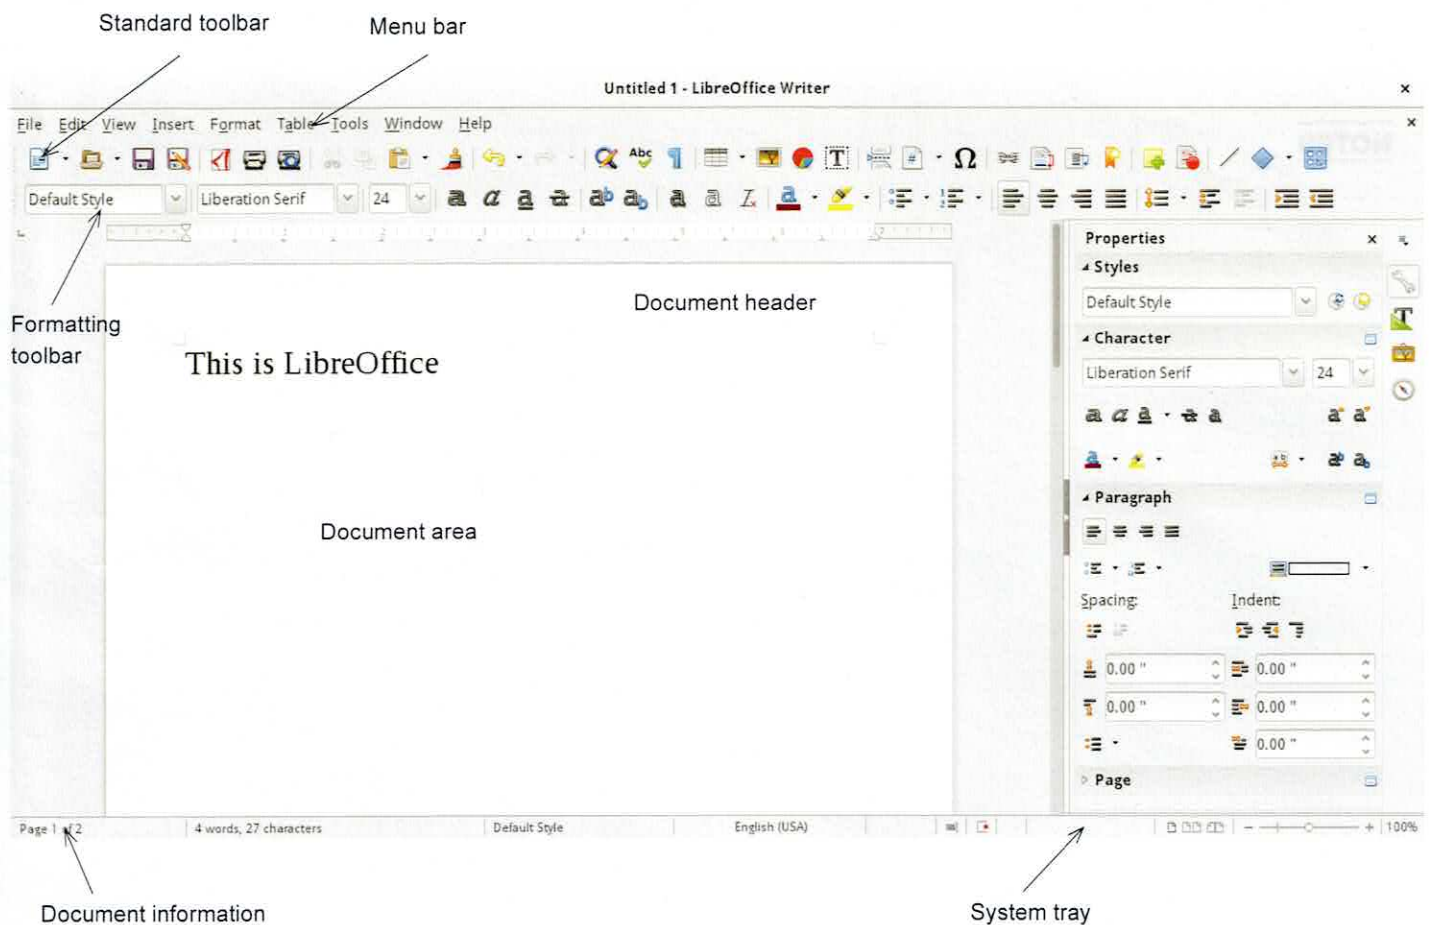 Standard toolbar
Menu bar
Untitled 1 - LibreOffice Writer
File Edit View Insert Format Table Tools Window Help
Default Style Liberation Serif 24
Properties
Styles
Document header
Default Style
Formatting
toolbar
Character
This is LibreOffice
Liberation Serif 24
Paragraph
Document area
Spacing: Indent:
0.00 " 0.00 "
0.00 " 0.00 "
0.00 "
Page
Page 1 of 2 4 words, 27 characters Default Style English (USA) 100%
Document information
System tray